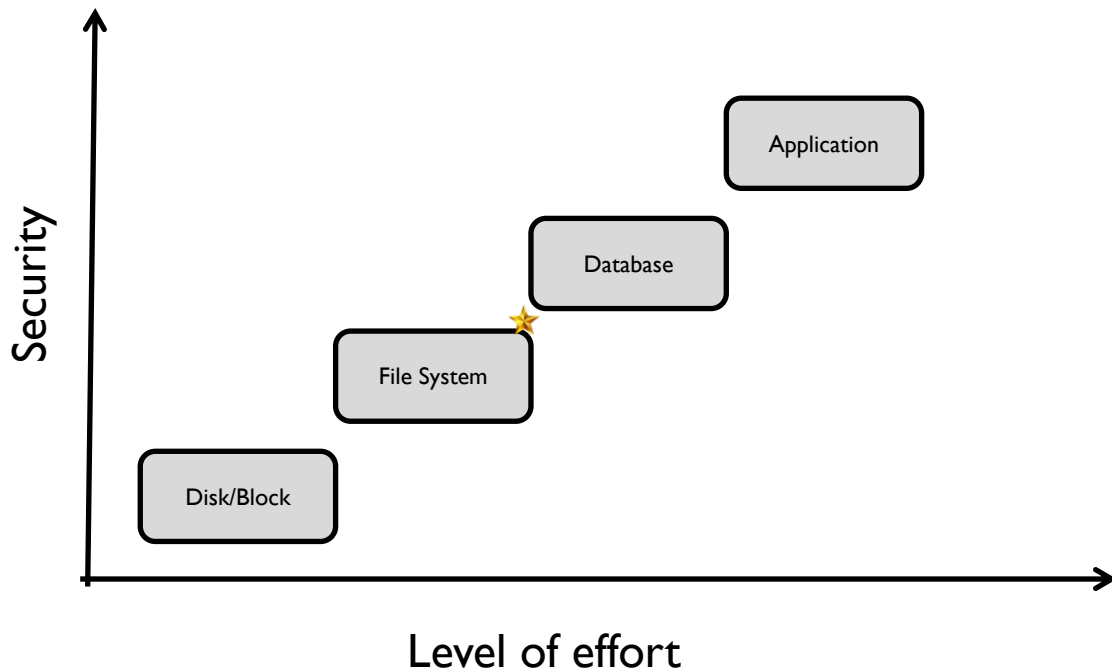 Application
Database
File System
Disk/Block
Security
Level of effort